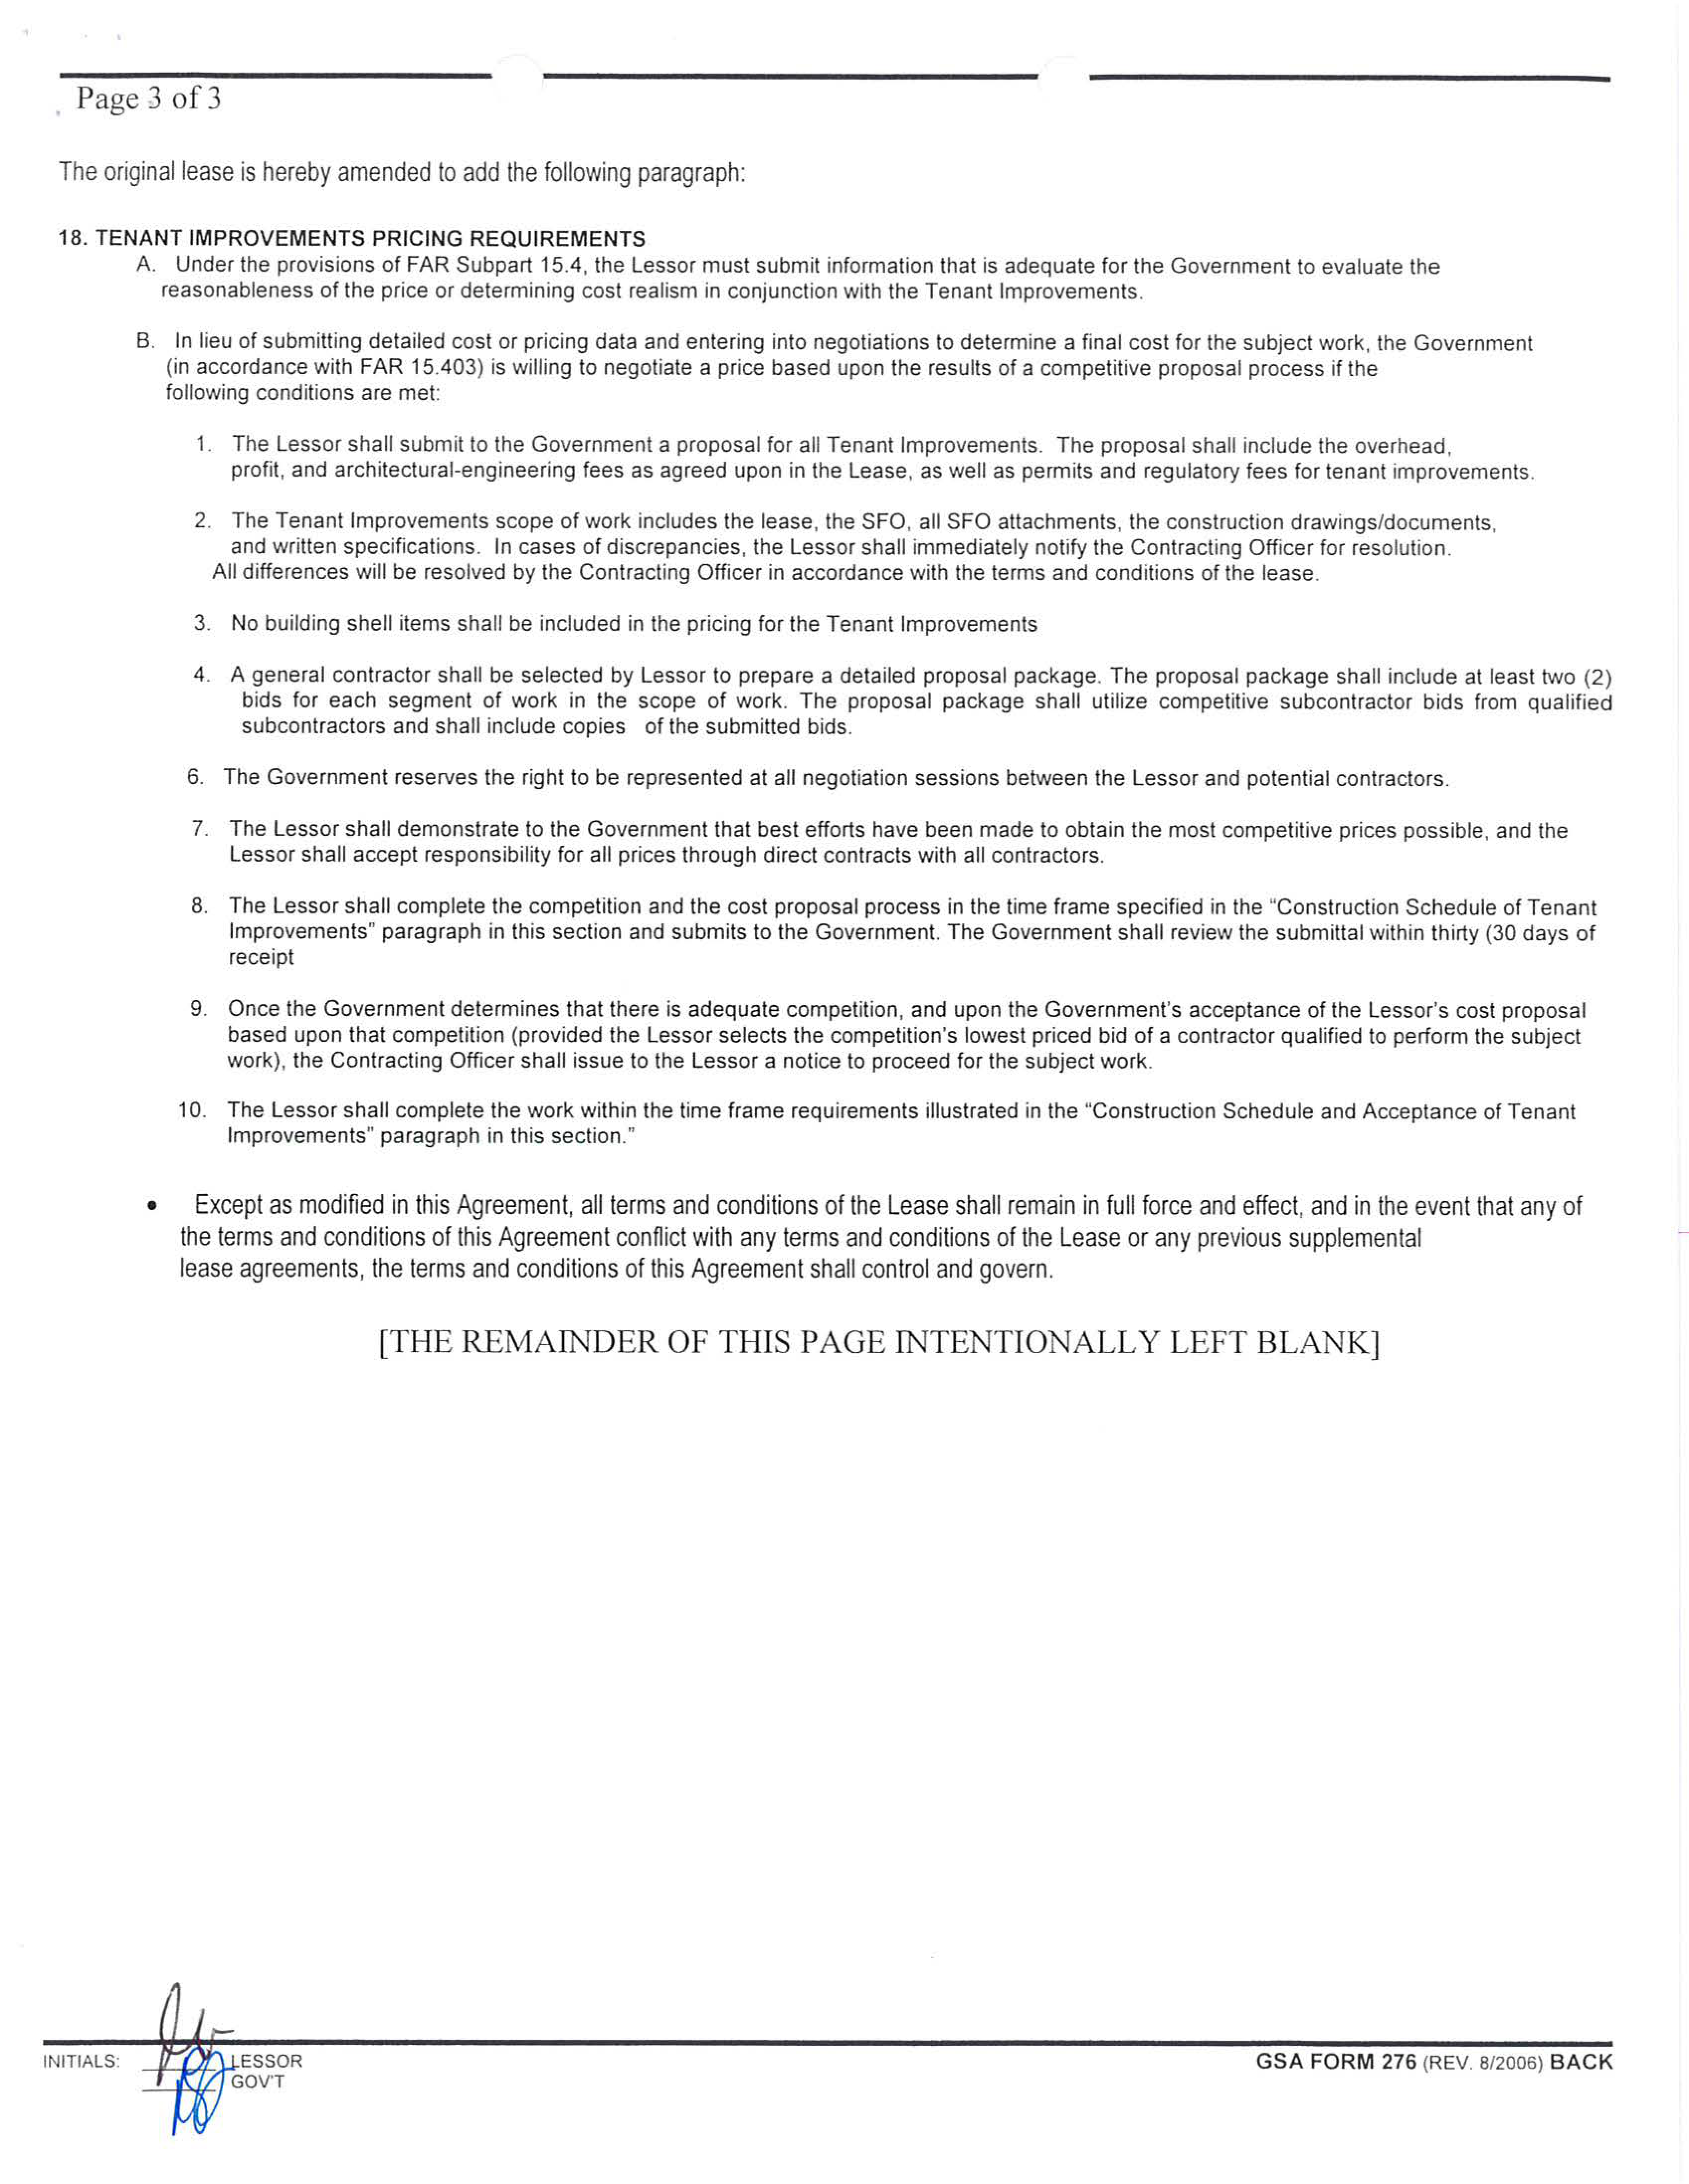 Page 3 of 3
The original lease is hereby amended to add the following paragraph:
18. TENANT IMPROVEMENTS PRICING REQUIREMENTS
A. Under the provisions of FAR Subpart 15.4, the Lessor must submit information that is adequate for the Government to evaluate the
reasonableness of the price or determining cost realism in conjunction with the Tenant Improvements.
B. In lieu of submitting detailed cost or pricing data and entering into negotiations to determine a final cost for the subject work, the Government
(in accordance with FAR 15.403) is willing to negotiate a price based upon the results of a competitive proposal process if the
following conditions are met:
1. The Lessor shall submit to the Government a proposal for all Tenant Improvements. The proposal shall include the overhead,
profit, and architectural-engineering fees as agreed upon in the Lease, as well as permits and regulatory fees for tenant improvements.
2. The Tenant Improvements scope of work includes the lease, the SFO, all SFO attachments, the construction drawings/documents,
and written specifications. In cases of discrepancies, the Lessor shall immediately notify the Contracting Officer for resolution.
All differences will be resolved by the Contracting Officer in accordance with the terms and conditions of the lease.
3. No building shell items shall be included in the pricing for the Tenant Improvements
4. A general contractor shall be selected by Lessor to prepare a detailed proposal package. The proposal package shall include at least two (2)
bids for each segment of work in the scope of work. The proposal package shall utilize competitive subcontractor bids from qualified
subcontractors and shall include copies of the submitted bids.
6. The Government reserves the right to be represented at all negotiation sessions between the Lessor and potential contractors.
7. The Lessor shall demonstrate to the Government that best efforts have been made to obtain the most competitive prices possible, and the
Lessor shall accept responsibility for all prices through direct contracts with all contractors.
8. The Lessor shall complete the competition and the cost proposal process in the time frame specified in the “Construction Schedule of Tenant
Improvements” paragraph in this section and submits to the Government. The Government shall review the submittal within thirty (30 days of
receipt
9. Once the Government determines that there is adequate competition, and upon the Government's acceptance of the Lessor's cost proposal
based upon that competition (provided the Lessor selects the competition's lowest priced bid of a contractor qualified to perform the subject
work), the Contracting Officer shall issue to the Lessor a notice to proceed for the subject work.
10. The Lessor shall complete the work within the time frame requirements illustrated in the “Construction Schedule and Acceptance of Tenant
Improvements” paragraph in this section.”
• Except as modified in this Agreement, all terms and conditions of the Lease shall remain in full force and effect, and in the event that any of
the terms and conditions of this Agreement conflict with any terms and conditions of the Lease or any previous supplemental
lease agreements, the terms and conditions of this Agreement shall control and govern.
[THE REMAINDER OF THIS PAGE INTENTIONALLY LEFT BLANK]
INITIALS: LESSOR
GOV'T
GSA FORM 276 (REV. 8/2006) BACK